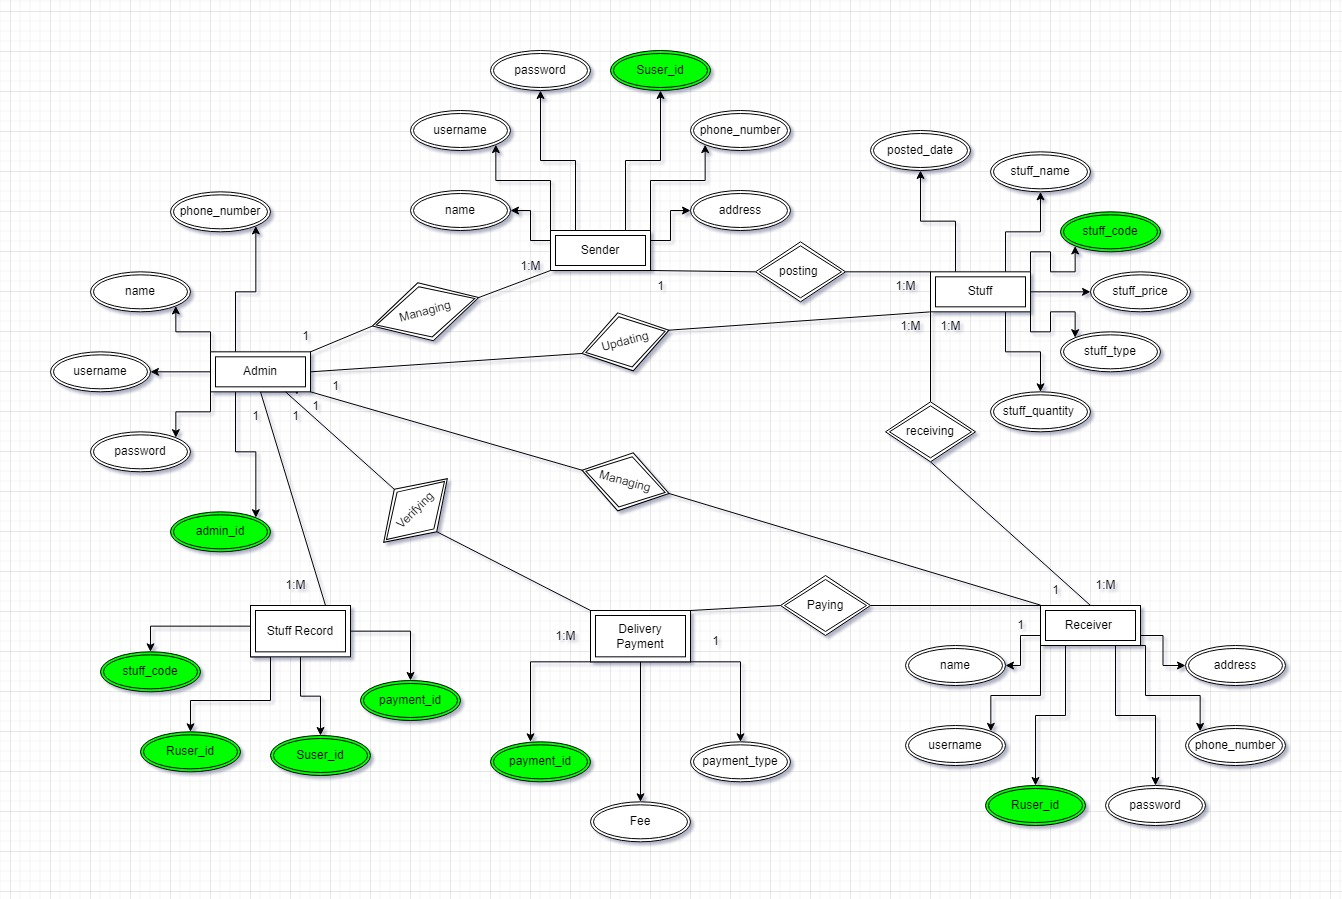 password
Suser_id
username
phone_number
posted_date
stuff_name
phone_number
name
address
stuff_code
Sender
posting
1:M
1
1:M
Stuff
stuff_price
name
Managing
Updating
1:M
1:M
1
stuff_type
username
Admin
1
1
1
1
stuff_quantity
receiving
password
Managing
Verifying
admin_id
1:M
1
1:M
Stuff Record
Paying
Delivery
Payment
1:M
1
1
Receiver
stuff_code
payment_id
name
address
Ruser_id
Suser_id
payment_id
payment_type
username
phone_number
Fee
Ruser_id
password